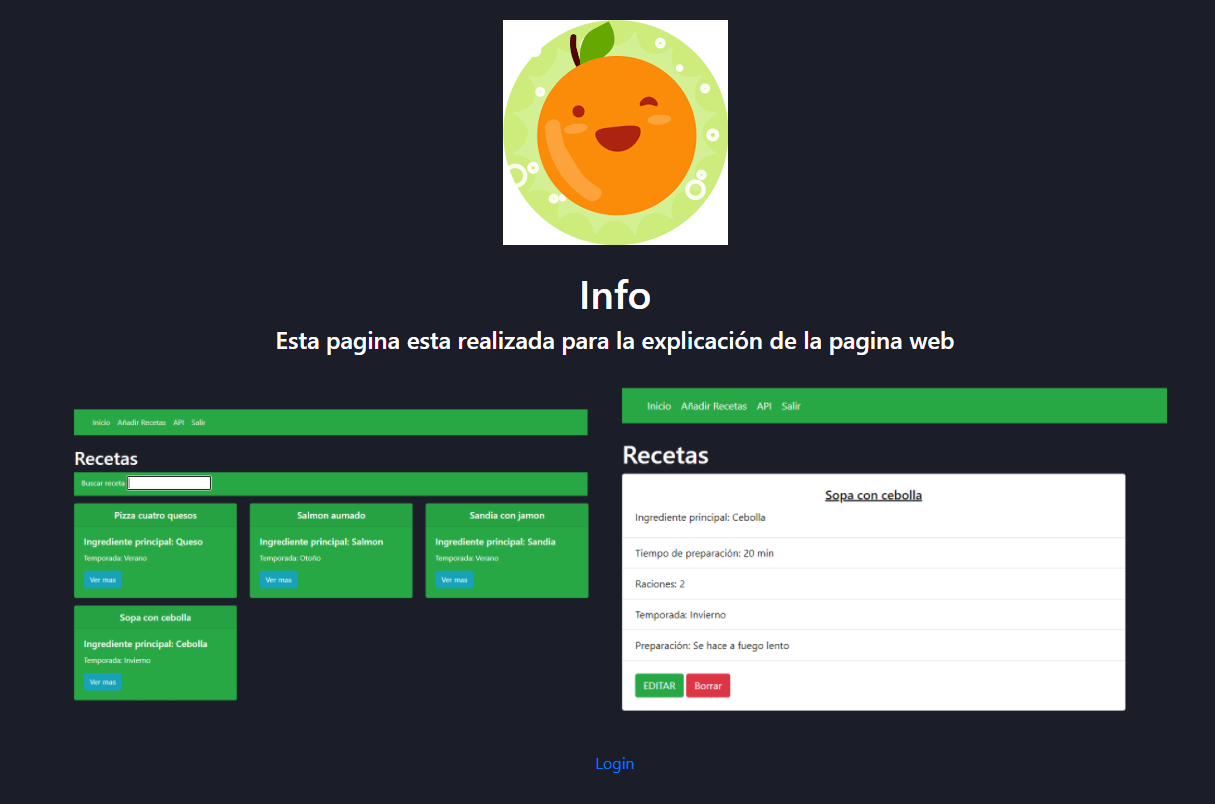 Info
Esta pagina esta realizada para la explicación de la pagina web
Inicio Añadir Recetas API Salir
Recetas
Buscar receta
Pizza cuatro quesos
Ingrediente principal: Queso
Temporada: Verano
Ver mas
Salmon aumado
Ingrediente principal: Salmon
Temporada: Otoño
Ver mas
Sandia con jamon
Ingrediente principal: Sandia
Temporada: Verano
Ver mas
Sopa con cebolla
Ingrediente principal: Cebolla
Temporada: Invierno
Ver mas
Inicio Añadir Recetas API Salir
Recetas
Sopa con cebolla
Ingrediente principal: Cebolla
Tiempo de preparación: 20 min
Raciones: 2
Temporada: Invierno
Preparación: Se hace a fuego lento
EDITAR Borrar
Login